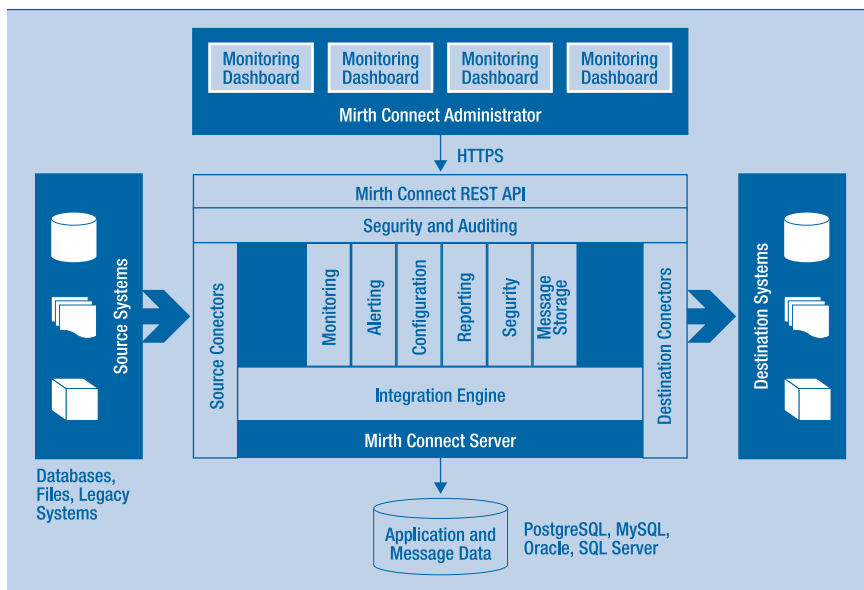 Monitoring
Dashboard
Monitoring
Dashboard
Monitoring
Dashboard
Monitoring
Dashboard
Mirth Connect Administrator
HTTPS
Mirth Connect REST API
Segurity and Auditing
Source Systems
Source Conectors
Monitoring
Alerting
Configuration
Reporting
Segurity
Message
Storage
Destination Conectors
Destination Systems
Integration Engine
Mirth Connect Server
Databases,
Files, Legacy
Systems
Application and
Message Data
PostgreSQL, MySQL,
Oracle, SQL Server